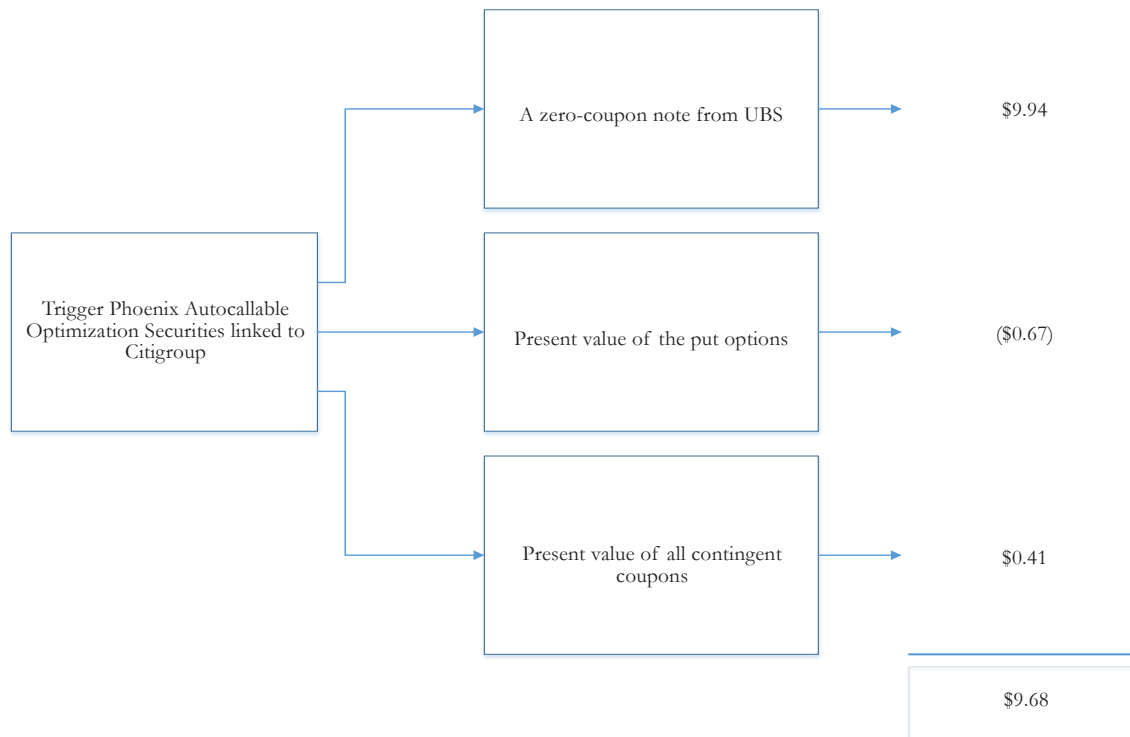 A zero-coupon note from UBS
$9.94
Trigger Phoenix Autocallable
Optimization Securities linked to
Citigroup
Present value of the put options
($0.67)
Present value of all contingent
coupons
$0.41
$9.68